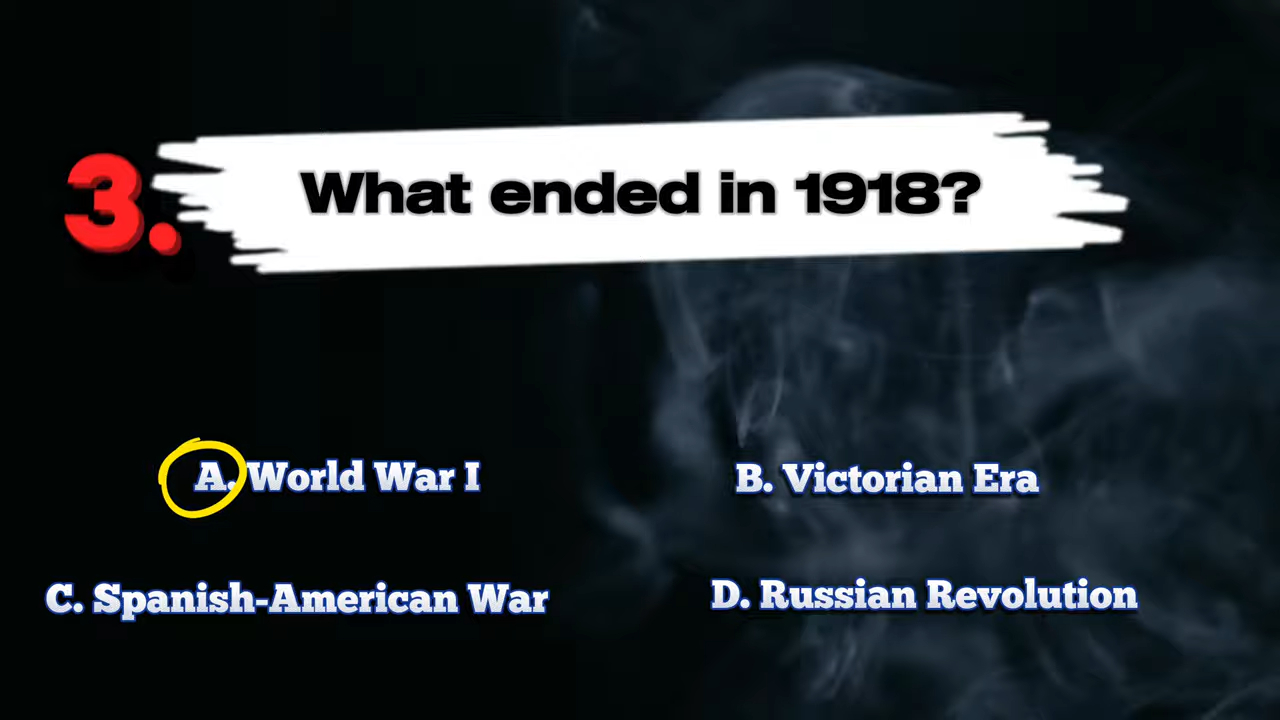 3. What ended in 1918?
A. World War I
B. Victorian Era
C. Spanish-American War
D. Russian Revolution